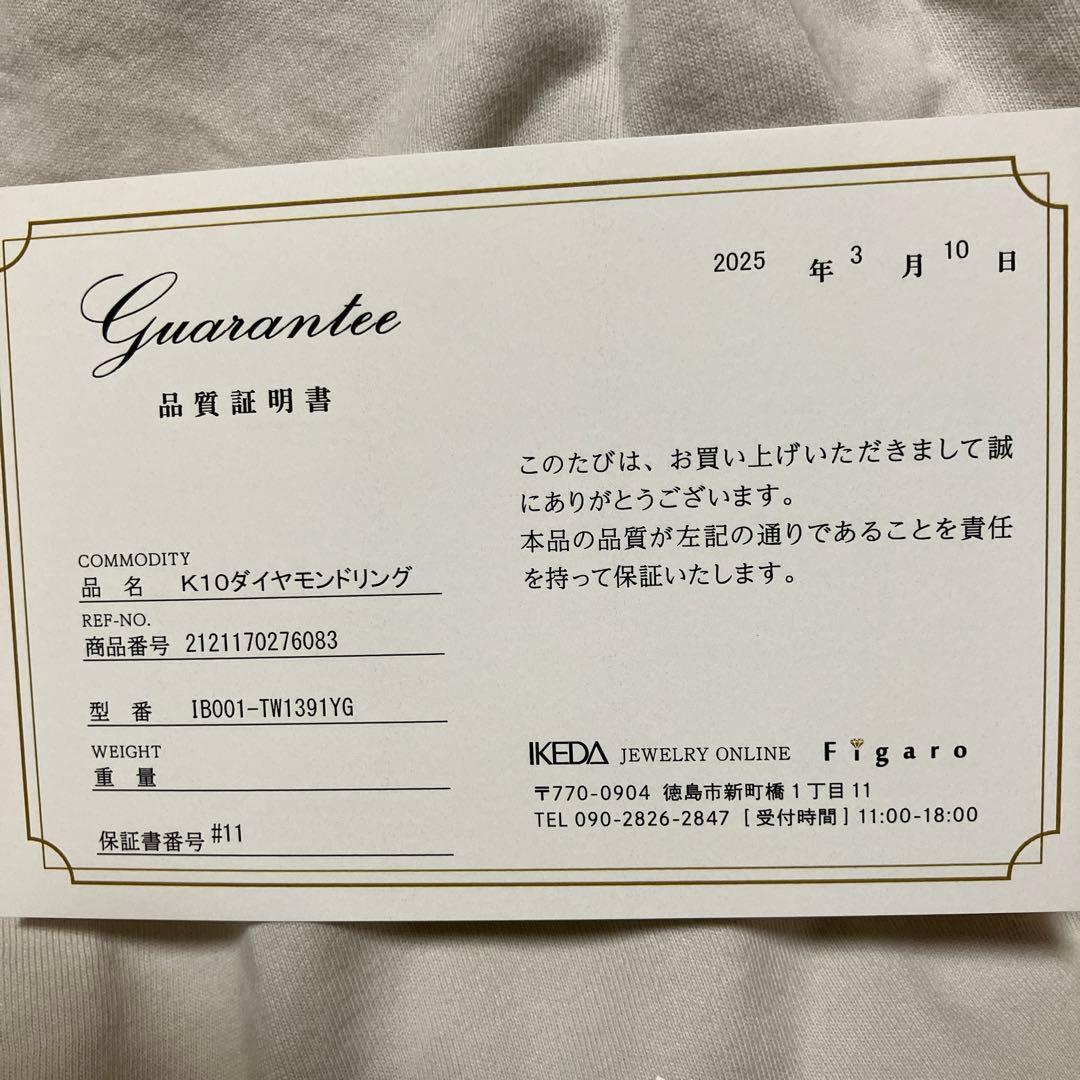 2025 年 3 月 10 日
Guarantee
品質証明書
このたびは、お買い上げいただきまして誠
にありがとうございます。
本品の品質が左記の通りであることを責任
を持って保証いたします。
COMMODITY
品 名 K10ダイヤモンドリング
REF-NO.
商品番号 2121170276083
型 番 IB001-TW1391YG
WEIGHT
重 量
保証書番号 #11
IKEDA JEWELRY ONLINE Figaro
〒770-0904 徳島市新町橋1丁目11
TEL 090-2826-2847 [受付時間] 11:00-18:00